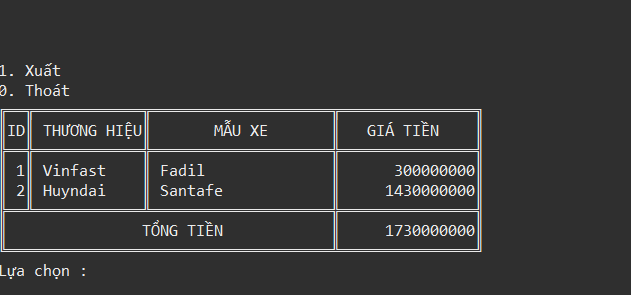 1. Xuất
0. Thoát
ID THƯƠNG HIỆU MẪU XE GIÁ TIỀN
1 Vinfast Fadil 300000000
2 Huyndai Santafe 1430000000
TỔNG TIỀN 1730000000
Lựa chọn :